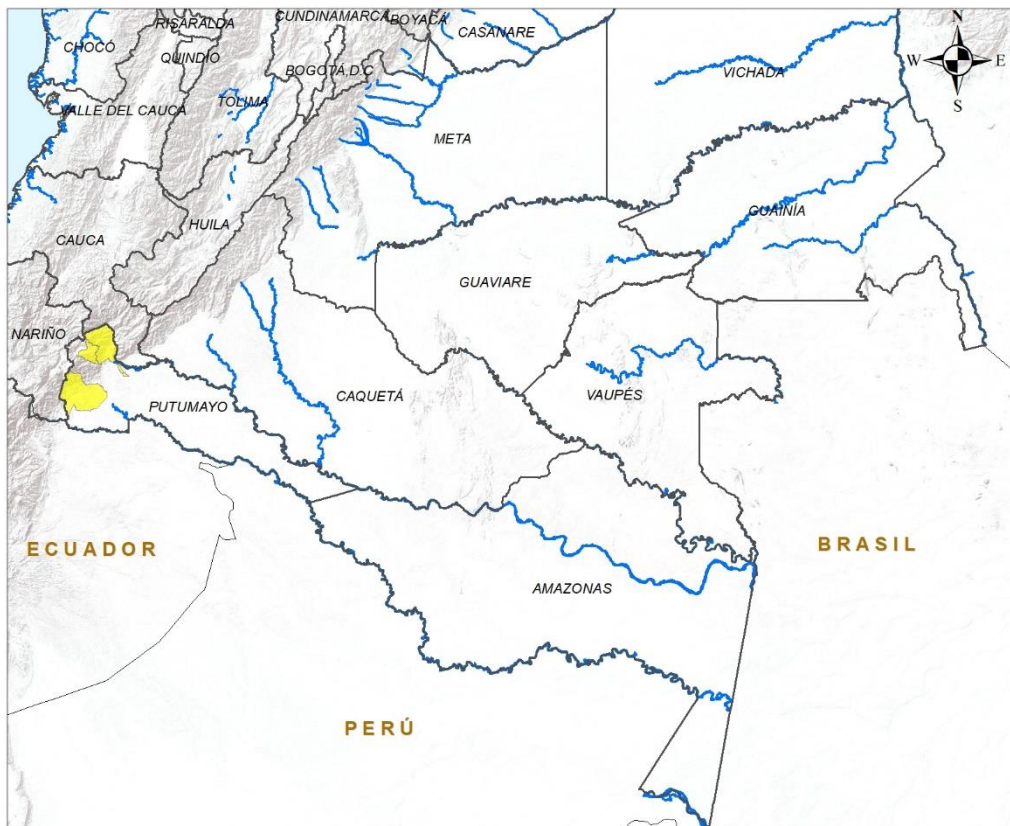 CUNDINAMARCA
BOYACÁ
RISARALDA
CASANARE
N
CHOCÓ
QUINDÍO
BOGOTÁ, D.C
W
E
VICHADA
S
VALLE DEL CAUCA
TOLIMA
META
GUAINÍA
HUILA
CAUCA
GUAVIARE
NARIÑO
CAQUETÁ
VAUPÉS
PUTUMAYO
ECUADOR
BRASIL
AMAZONAS
PERÚ